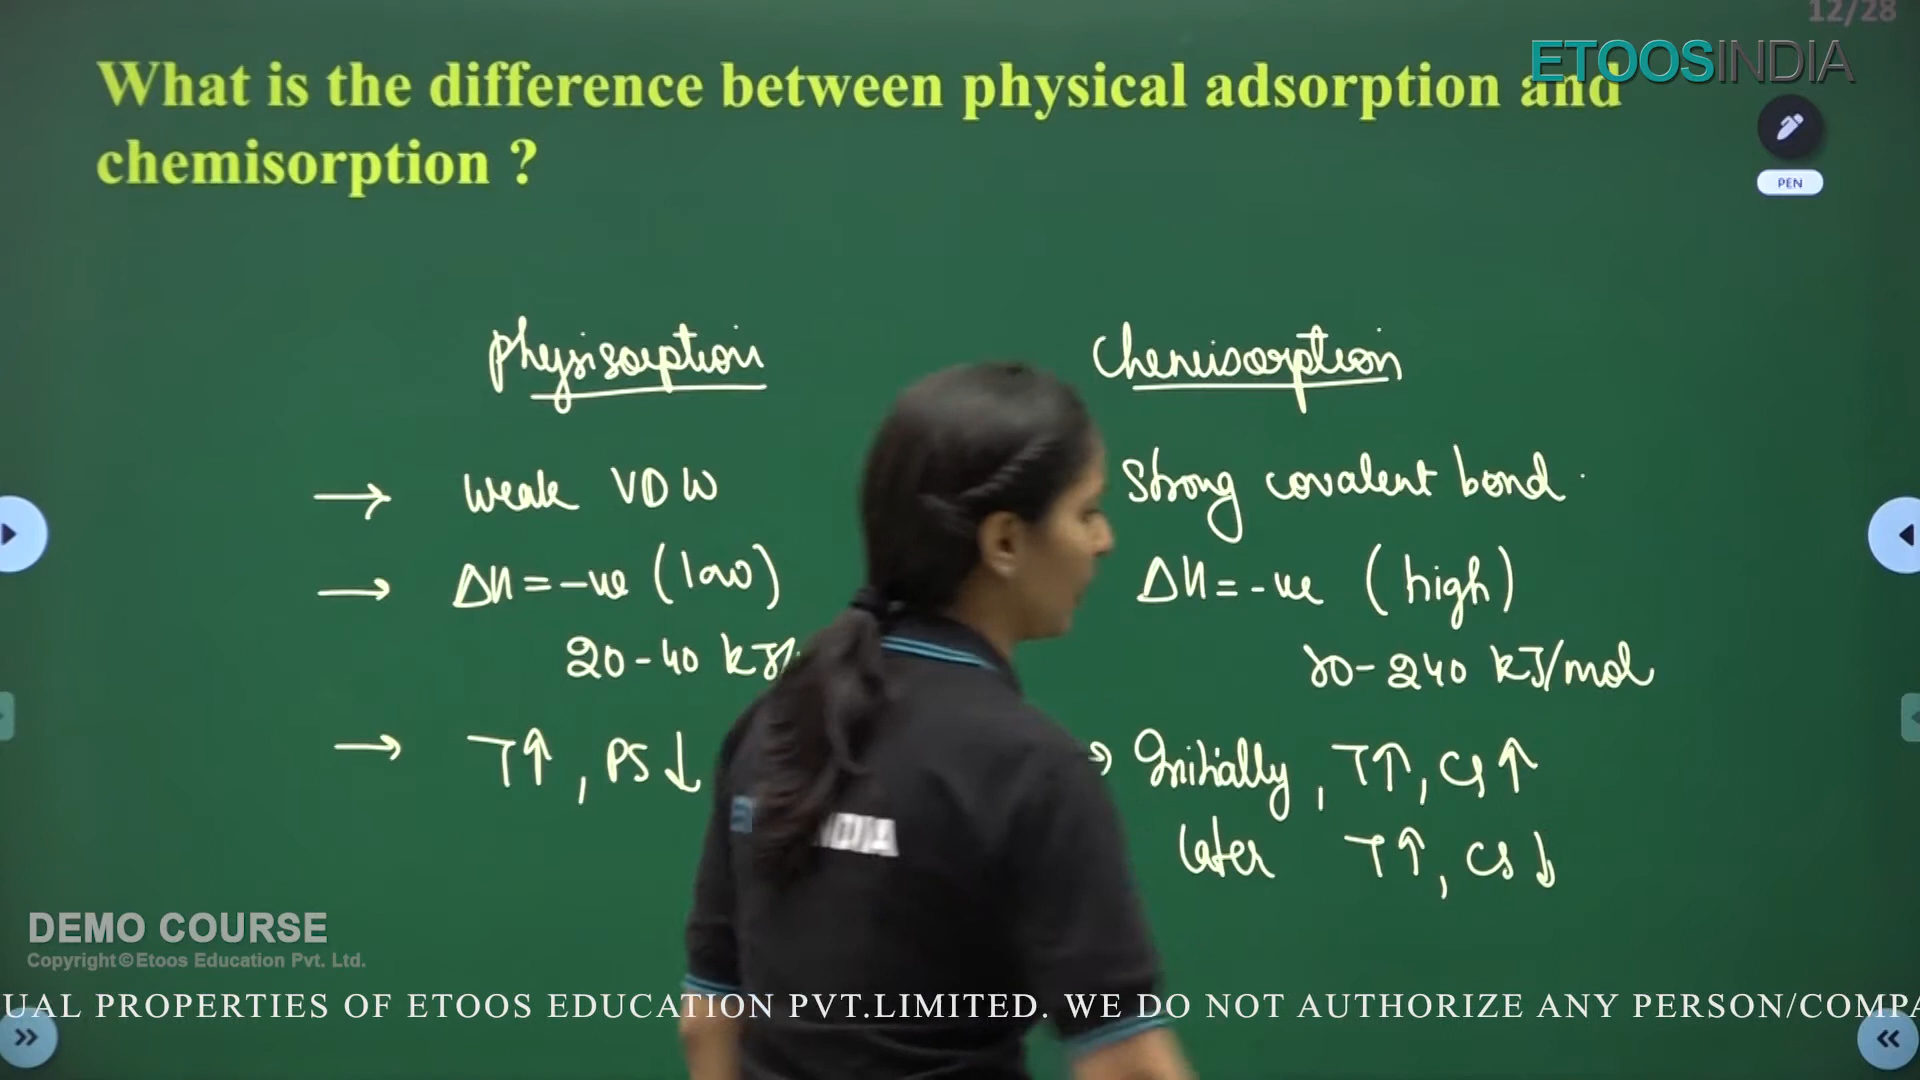 12/28
ETOOSINDIA
What is the difference between physical adsorption and
chemisorption ?
PEN
Physisorption
Chemisorption
→ Weak VDW
Strong covalent bond.
→ ΔH = -ve (low)
ΔH = -ve (high)
20-40 kJ/
80-240 kJ/mol
→ T↑, PS↓
→ Initially, T↑, CS↑
Later T↑, CS↓
DEMO COURSE
Copyright©Etoos Education Pvt. Ltd.
UAL PROPERTIES OF ETOOS EDUCATION PVT.LIMITED. WE DO NOT AUTHORIZE ANY PERSON/COMPA